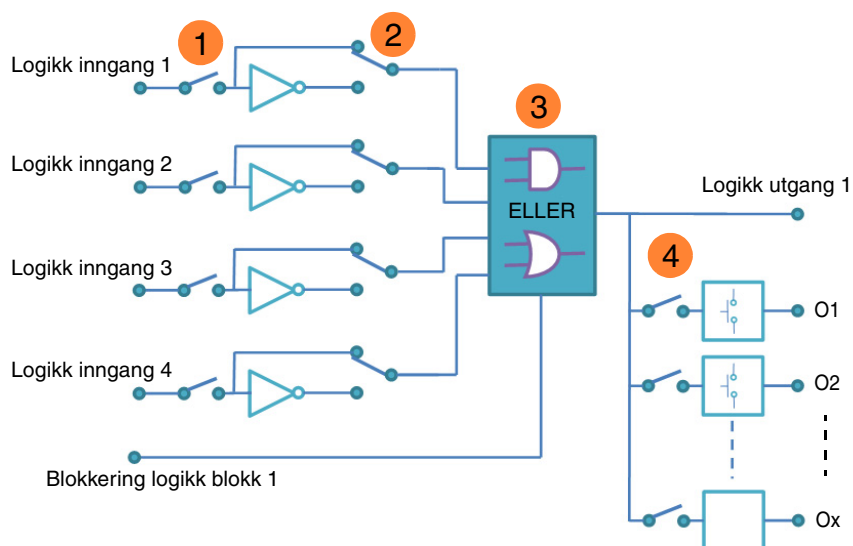 1
2
Logikk inngang 1
3
Logikk inngang 2
Logikk utgang 1
ELLER
4
Logikk inngang 3
O1
Logikk inngang 4
O2
Blokkering logikk blokk 1
Ox